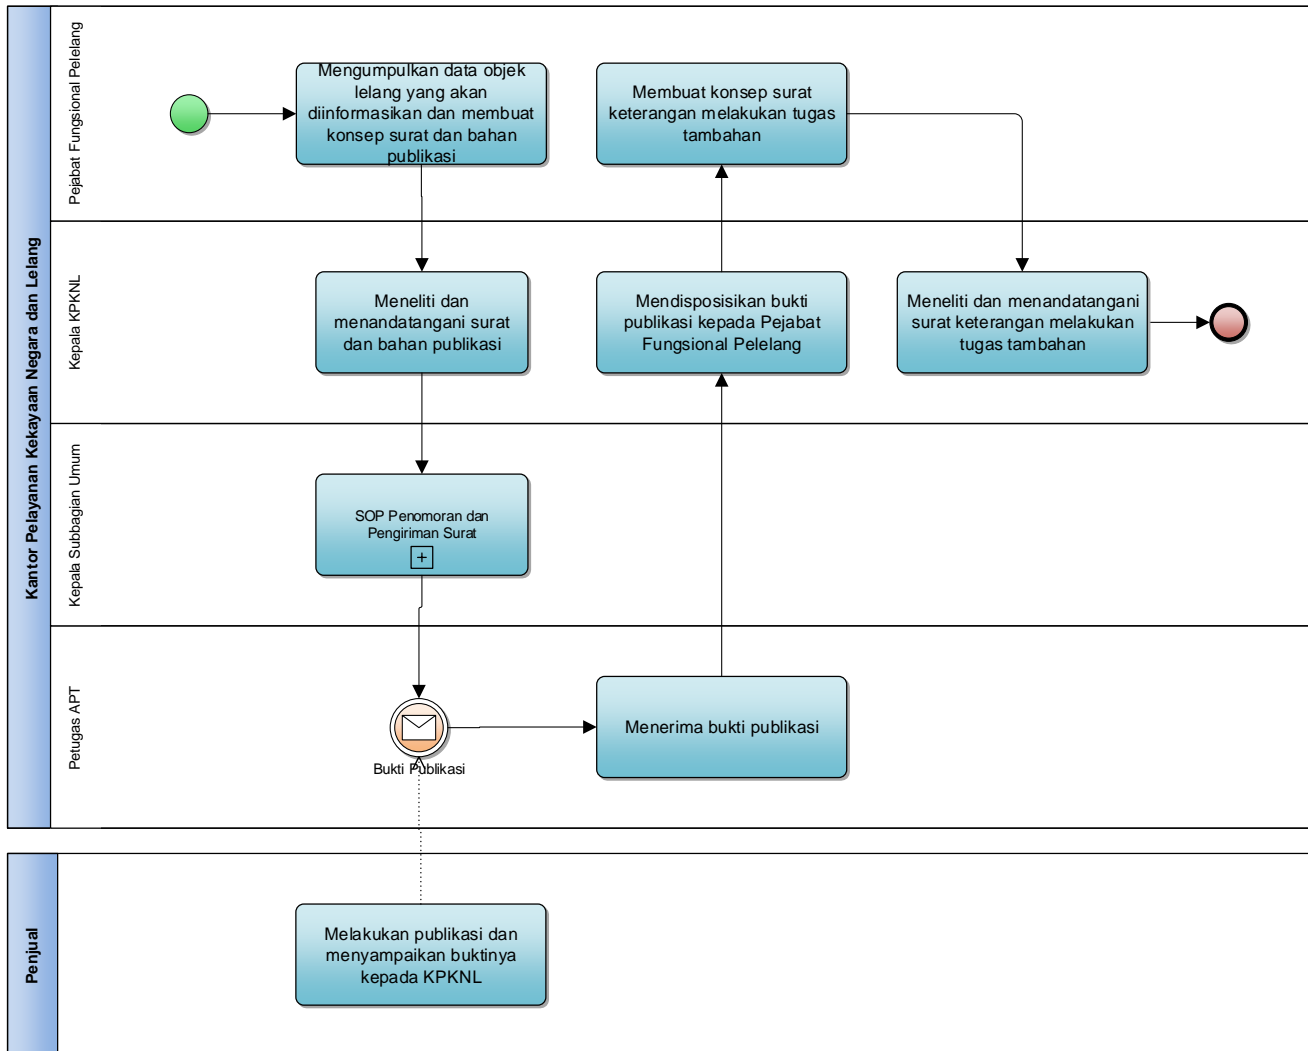 Kantor Pelayanan Kekayaan Negara dan Lelang
Pejabat Fungsional Pelelang
Mengumpulkan data objek
lelang yang akan
diinformasikan dan membuat
konsep surat dan bahan
publikasi
Membuat konsep surat
keterangan melakukan tugas
tambahan
Kepala KPKNL
Meneliti dan
menandatangani surat
dan bahan publikasi
Mendisposisikan bukti
publikasi kepada Pejabat
Fungsional Pelelang
Meneliti dan menandatangani
surat keterangan melakukan
tugas tambahan
Kepala Subbagian Umum
SOP Penomoran dan
Pengiriman Surat
Petugas APT
Bukti Publikasi
Menerima bukti publikasi
Penjual
Melakukan publikasi dan
menyampaikan buktinya
kepada KPKNL